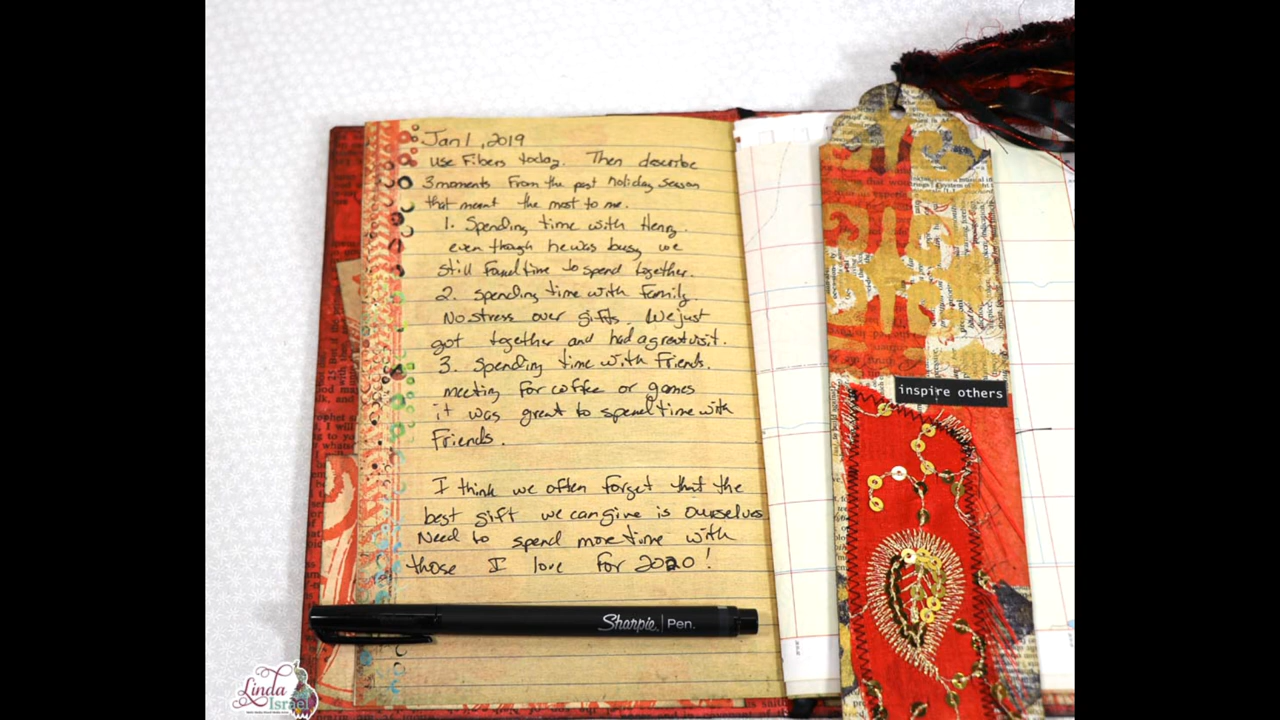 Jan 1, 2019
Use Fibers today. Then describe
3 moments From the past Holiday season
that meant the most to me.
1. Spending time with Henry.
even though he was busy we
still Found time to spend together.
2. Spending time with Family.
No stress over gifts. We just
got together and had a great visit.
3. Spending time with Friends.
meeting For coffee or games
it was great to spend time with
Friends.
I think we often forget that the
best gift we can give is ourselves
Need to spend more time with
those I love for 2020!
inspire others
Sharpie. Pen.
Linda
Israel